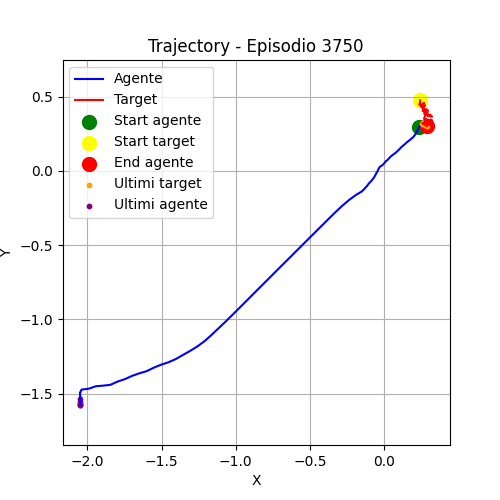 Trajectory - Episodio 3750
Agente
Target
Start agente
Start target
End agente
Ultimi target
Ultimi agente
0.5
0.0
−0.5
−1.0
−1.5
Y
−2.0
−1.5
−1.0
−0.5
0.0
X